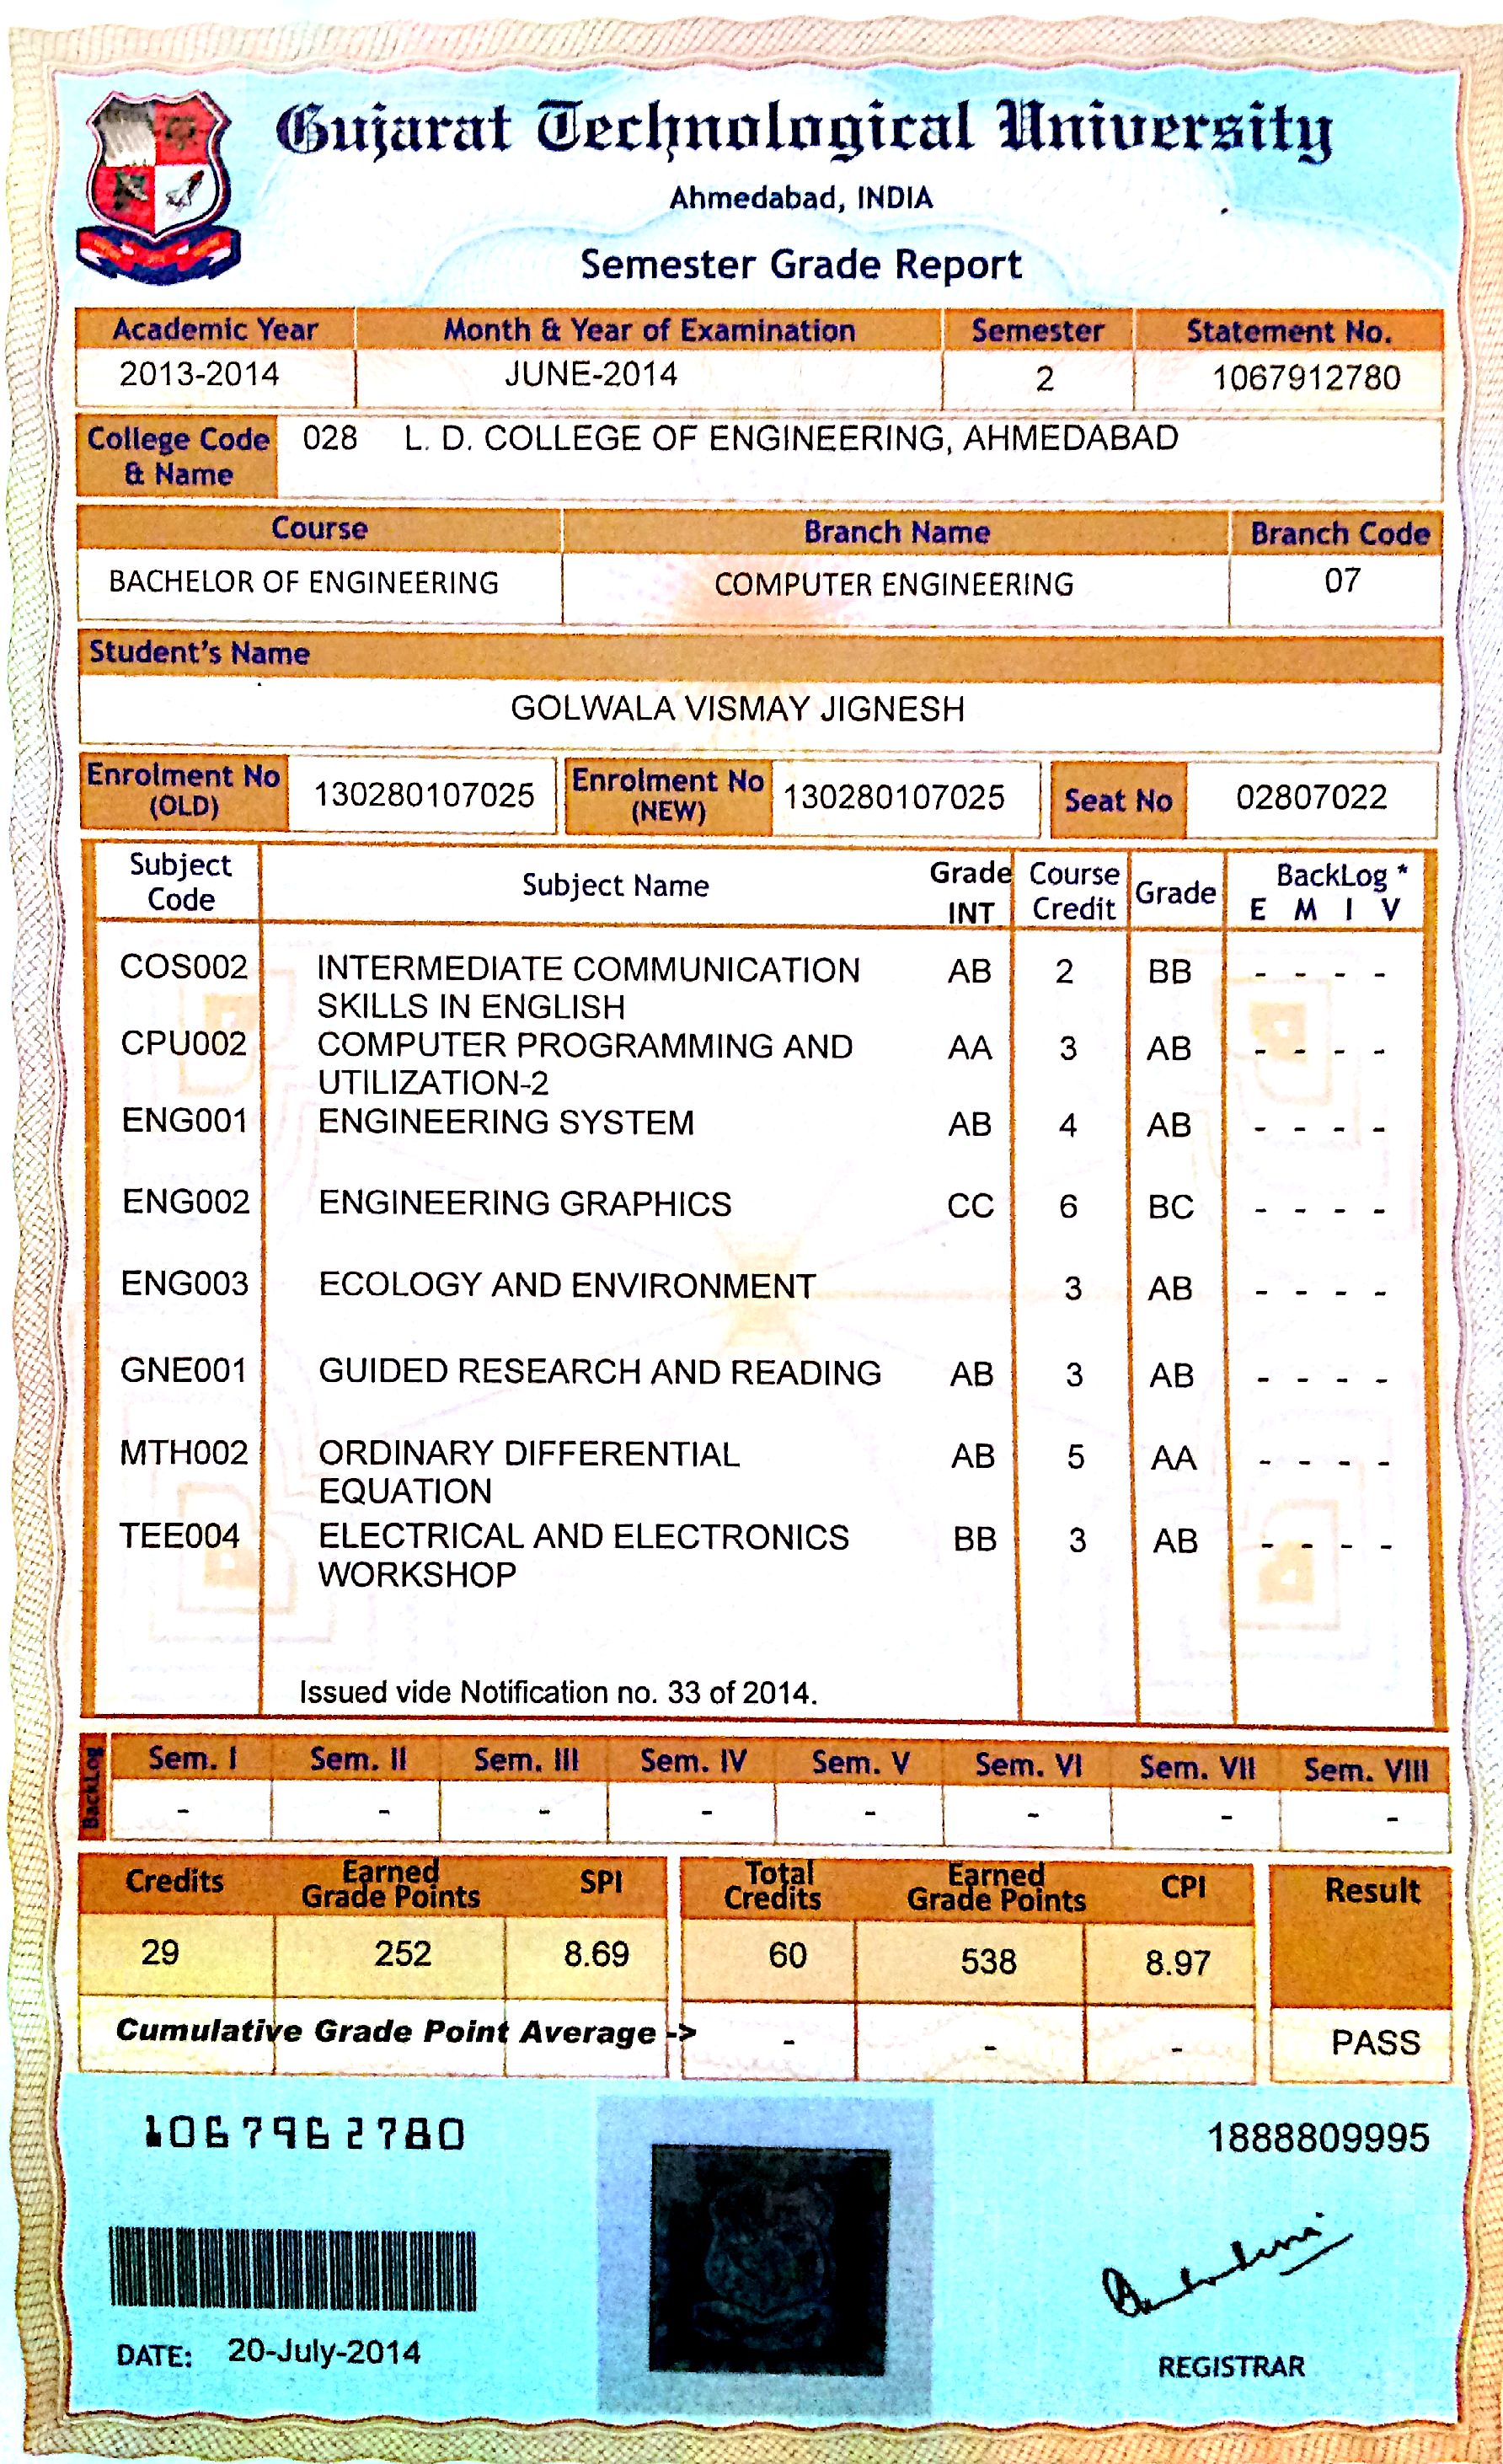 Gujarat Technological University
Ahmedabad, INDIA
Semester Grade Report
Academic Year Month & Year of Examination Semester Statement No.
2013-2014 JUNE-2014 2 1067912780
College Code & Name 028 L. D. COLLEGE OF ENGINEERING, AHMEDABAD
Course Branch Name Branch Code
BACHELOR OF ENGINEERING COMPUTER ENGINEERING 07
Student's Name
GOLWALA VISMAY JIGNESH
Enrolment No (OLD) 130280107025 Enrolment No (NEW) 130280107025 Seat No 02807022
Subject Code Subject Name Grade INT Course Credit Grade BackLog * E M I V
COS002 INTERMEDIATE COMMUNICATION AB 2 BB - - - -
SKILLS IN ENGLISH
CPU002 COMPUTER PROGRAMMING AND AA 3 AB - - - -
UTILIZATION-2
ENG001 ENGINEERING SYSTEM AB 4 AB - - - -
ENG002 ENGINEERING GRAPHICS CC 6 BC - - - -
ENG003 ECOLOGY AND ENVIRONMENT 3 AB - - - -
GNE001 GUIDED RESEARCH AND READING AB 3 AB - - - -
MTH002 ORDINARY DIFFERENTIAL AB 5 AA - - - -
EQUATION
TEE004 ELECTRICAL AND ELECTRONICS BB 3 AB - - - -
WORKSHOP
Issued vide Notification no. 33 of 2014.
BackLog Sem. I Sem. II Sem. III Sem. IV Sem. V Sem. VI Sem. VII Sem. VIII
- - - - - - - -
Credits Earned Grade Points SPI Total Credits Earned Grade Points CPI Result
29 252 8.69 60 538 8.97
Cumulative Grade Point Average -> - - - PASS
1067962780 1888809995
DATE: 20-July-2014
REGISTRAR